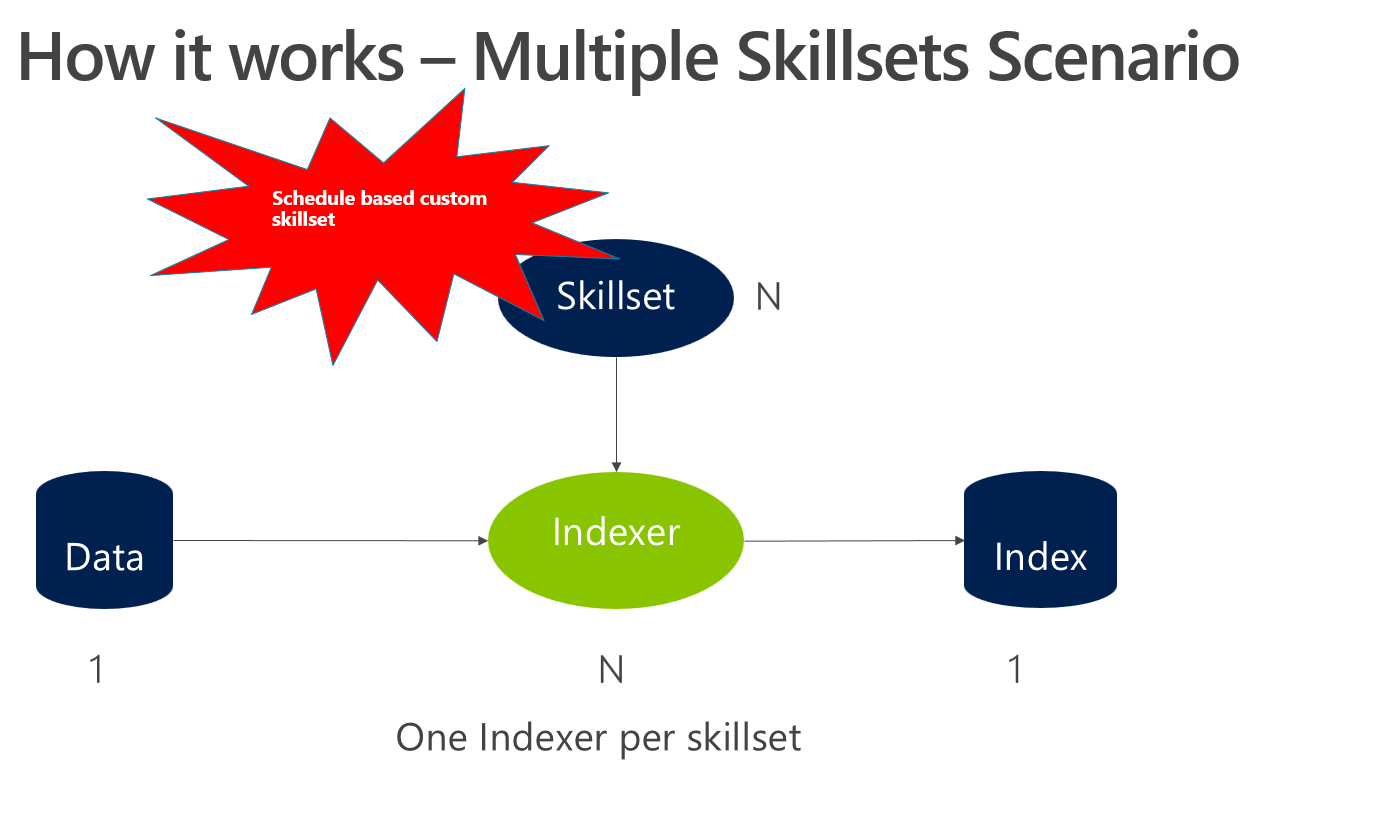 How it works – Multiple Skillsets Scenario
Schedule based custom
skillset
Skillset
N
Data
Indexer
Index
1
N
1
One Indexer per skillset